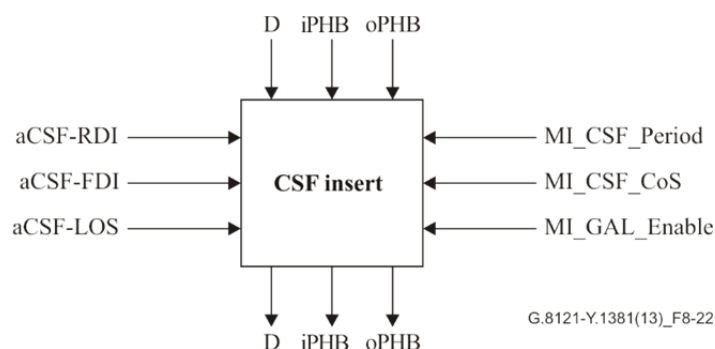 D iPHB oPHB
aCSF-RDI
aCSF-FDI
aCSF-LOS
CSF insert
MI_CSF_Period
MI_CSF_CoS
MI_GAL_Enable
D iPHB oPHB
G.8121-Y.1381(13)_F8-22